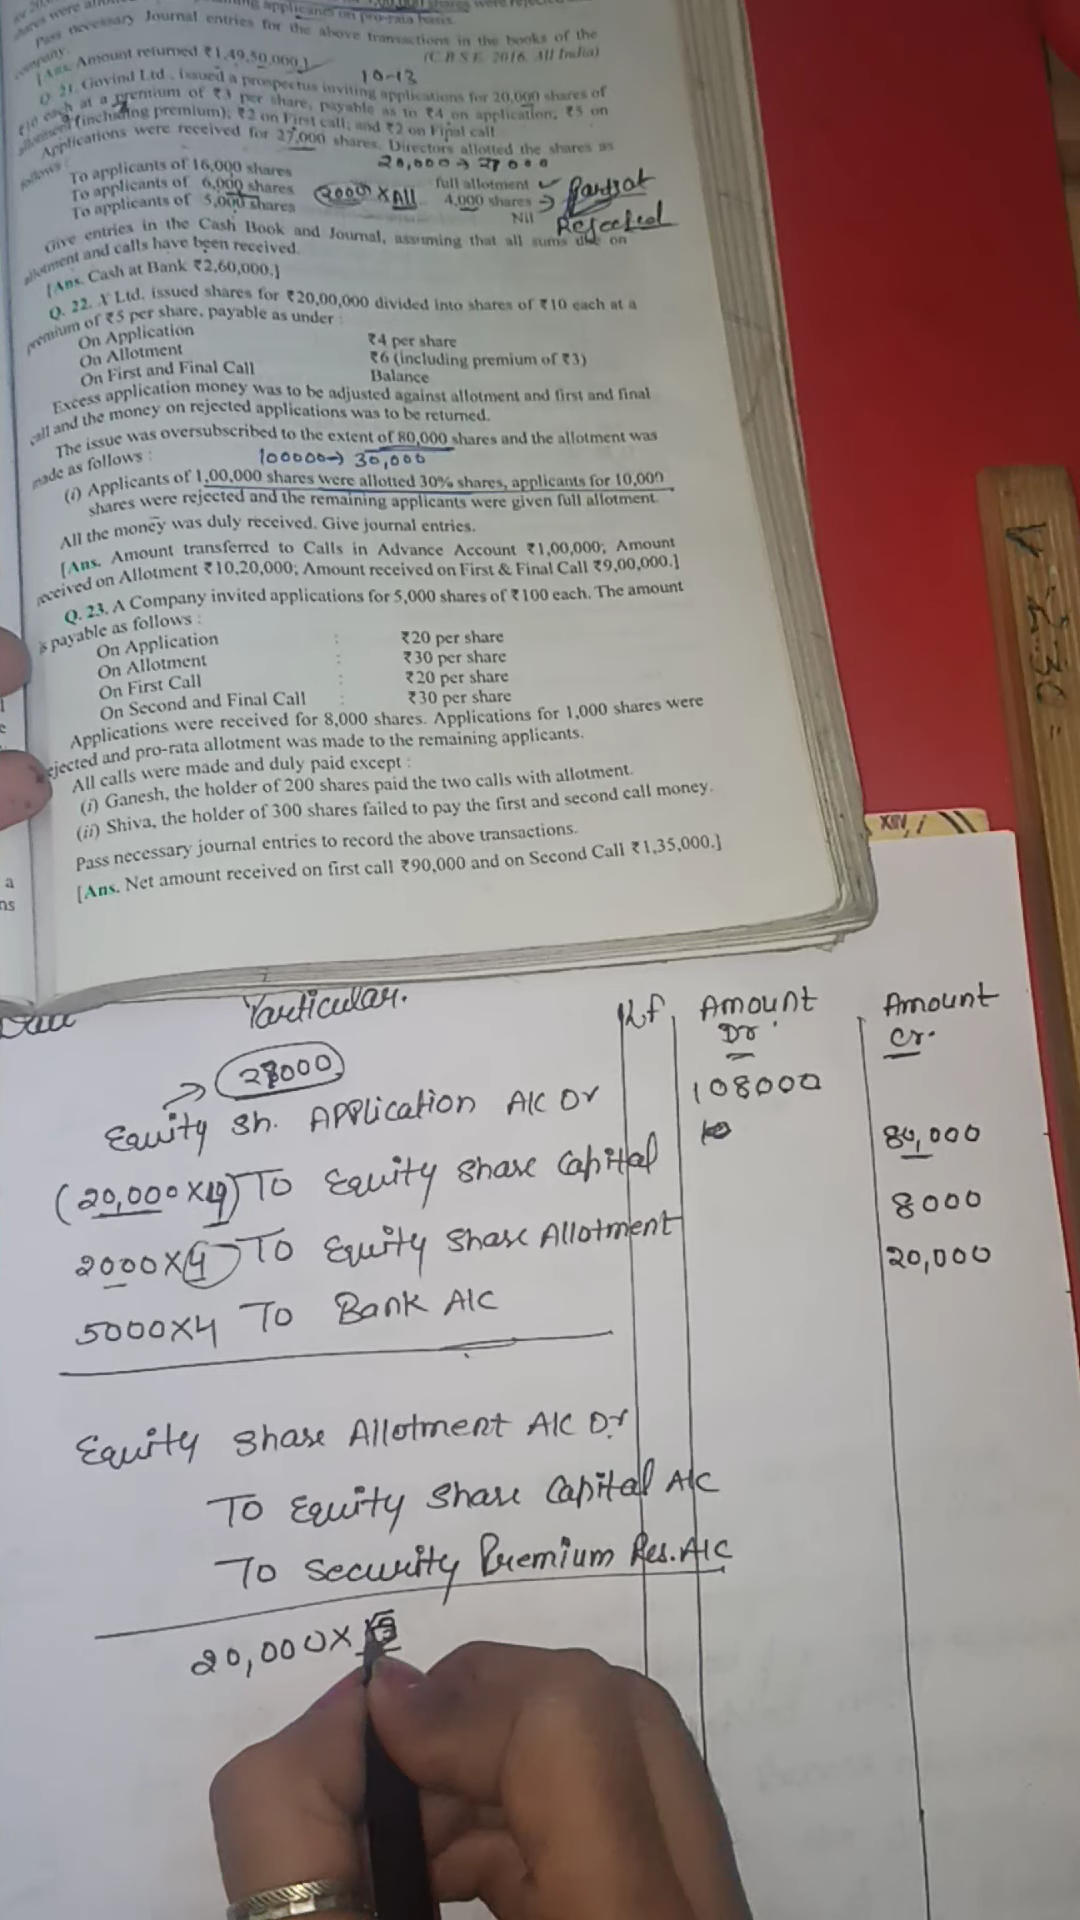 Pass necessary Journal entries for the above transactions in the books of the
company.
(C.B.S.E. 2016, All India)
[Ans. Amount returned ₹1,49,50,000.]
10-13
Q. 21. Govind Ltd., issued a prospectus inviting applications for 20,000 shares of
₹10 each at a premium of ₹3 per share, payable as to ₹4 on application, ₹5 on
allotment (including premium); ₹2 on First call; and ₹2 on Final call.
Applications were received for 27,000 shares. Directors allotted the shares as
follows :
20,000→27000
To applicants of 16,000 shares full allotment
To applicants of 6,000 shares 2000 × All 4,000 shares →
To applicants of 5,000 shares Nil Rejected
Give entries in the Cash Book and Journal, assuming that all sums due on
allotment and calls have been received.
[Ans. Cash at Bank ₹2,60,000.]
Q. 22. X Ltd. issued shares for ₹20,00,000 divided into shares of ₹10 each at a
premium of ₹5 per share, payable as under :
On Application ₹4 per share
On Allotment ₹6 (including premium of ₹3)
On First and Final Call Balance
Excess application money was to be adjusted against allotment and first and final
call and the money on rejected applications was to be returned.
The issue was oversubscribed to the extent of 80,000 shares and the allotment was
made as follows :
100000→ 30,000
(i) Applicants of 1,00,000 shares were allotted 30% shares, applicants for 10,000
shares were rejected and the remaining applicants were given full allotment.
All the money was duly received. Give journal entries.
[Ans. Amount transferred to Calls in Advance Account ₹1,00,000; Amount
received on Allotment ₹10,20,000; Amount received on First & Final Call ₹9,00,000.]
Q. 23. A Company invited applications for 5,000 shares of ₹100 each. The amount
is payable as follows :
On Application : ₹20 per share
On Allotment : ₹30 per share
On First Call : ₹20 per share
On Second and Final Call : ₹30 per share
Applications were received for 8,000 shares. Applications for 1,000 shares were
rejected and pro-rata allotment was made to the remaining applicants.
All calls were made and duly paid except :
(i) Ganesh, the holder of 200 shares paid the two calls with allotment.
(ii) Shiva, the holder of 300 shares failed to pay the first and second call money.
Pass necessary journal entries to record the above transactions.
[Ans. Net amount received on first call ₹90,000 and on Second Call ₹1,35,000.]
XIV
Particular. Amount Dr. Amount Cr.
Equity Sh. Application A/C Dr 108000
(20,000×4) To Equity Share Capital 80,000
2000×4 To Equity Share Allotment 8000
5000×4 To Bank A/C 20,000
Equity Share Allotment A/C Dr
To Equity Share Capital A/C
To Security Premium Res. A/C
20,000×